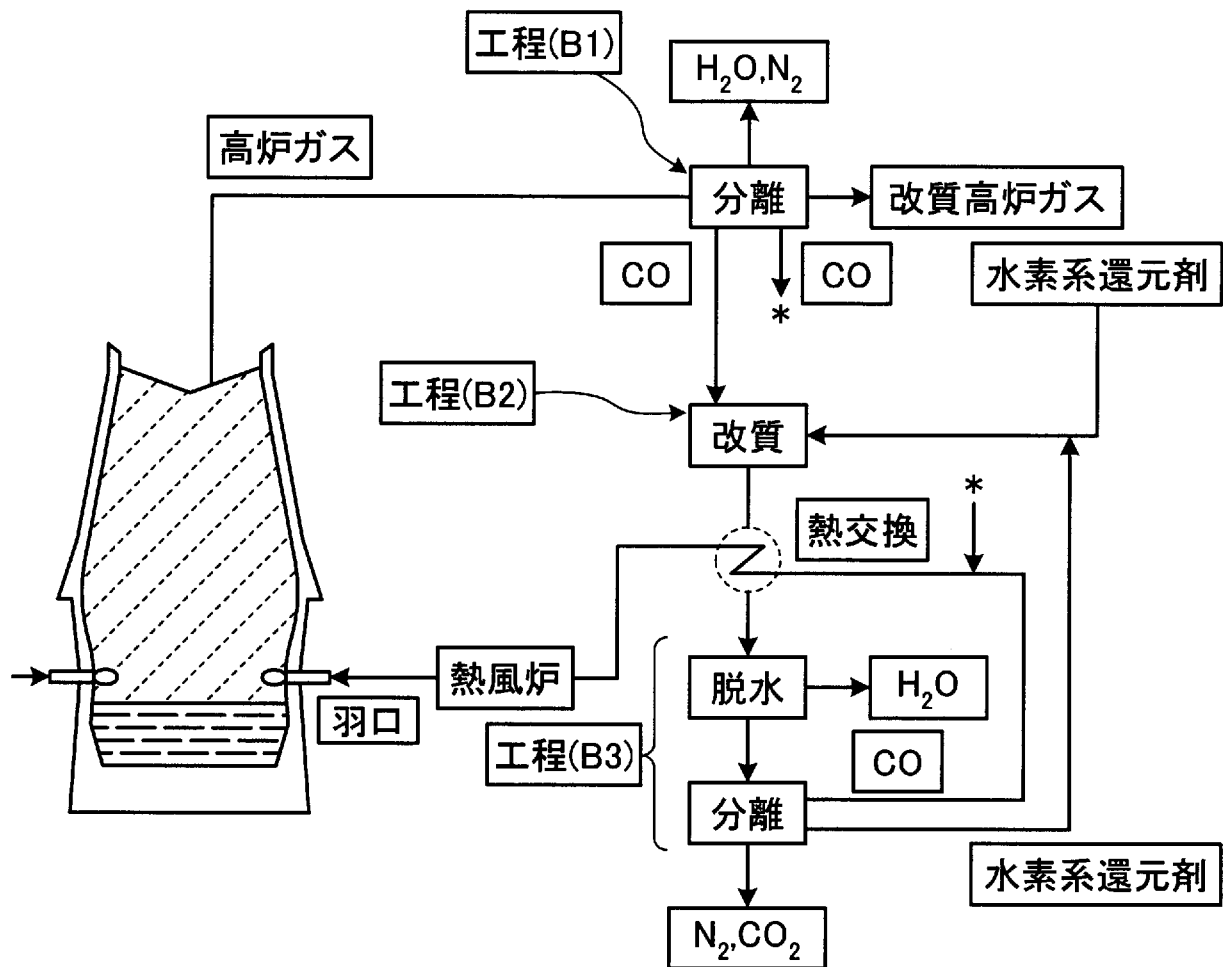 工程(B1)
H₂O,N₂
高炉ガス
分離
改質高炉ガス
CO
CO
水素系還元剤
*
工程(B2)
改質
*
熱交換
熱風炉
脱水
H₂O
羽口
工程(B3)
CO
分離
水素系還元剤
N₂,CO₂